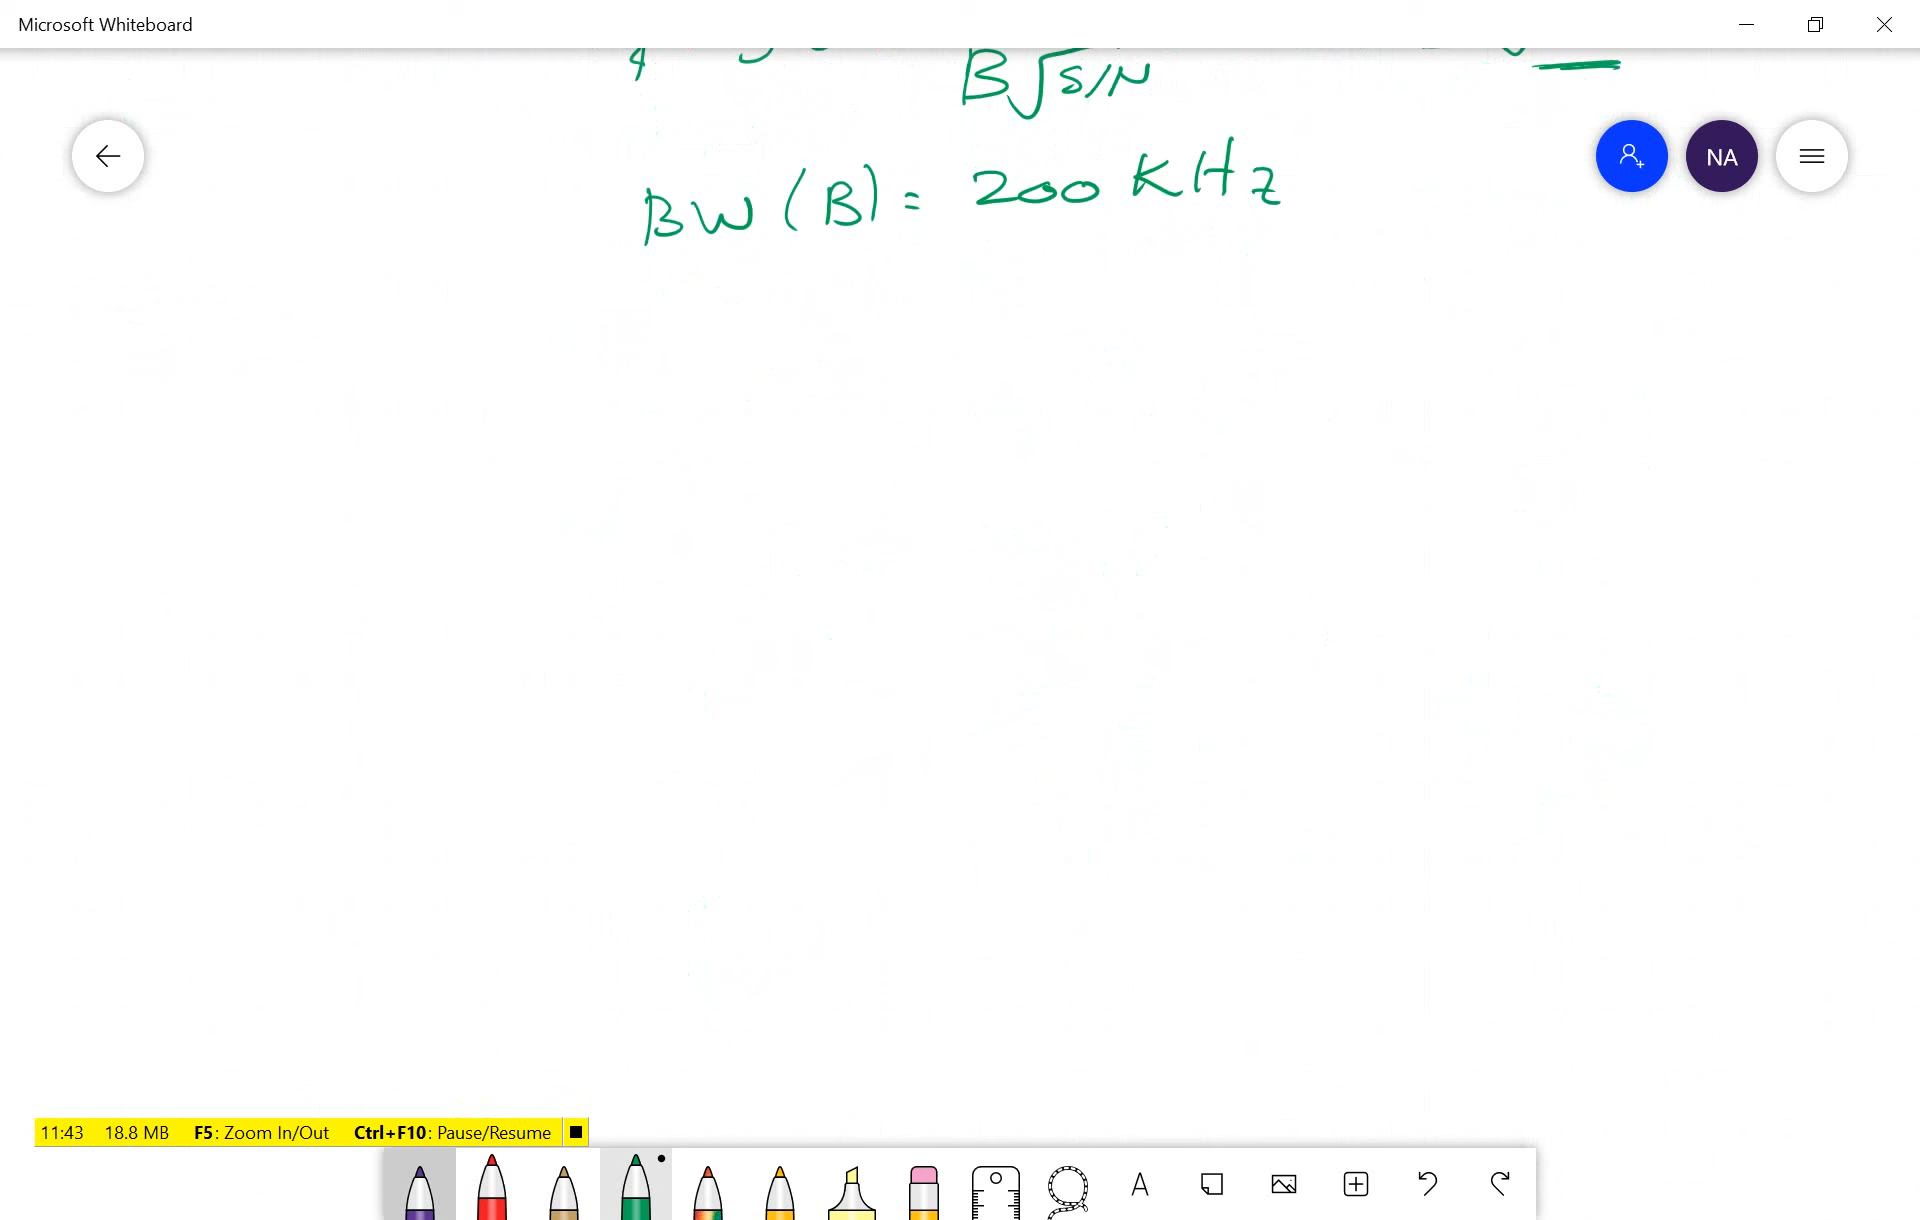 Microsoft Whiteboard
B√S/N
NA
BW (B) = 200 KHz
11:43 18.8 MB F5: Zoom In/Out Ctrl+F10: Pause/Resume